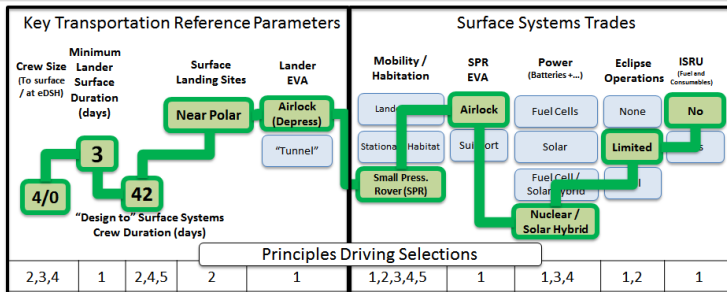 Key Transportation Reference Parameters
Surface Systems Trades
Crew Size
(To surface
/ at eDSH)
Minimum
Lander
Surface
Duration
(days)
Surface
Landing Sites
Lander
EVA
Mobility /
Habitation
SPR
EVA
Power
(Batteries +...)
Eclipse
Operations
ISRU
(Fuel and
Consumables)
4/0
3
42
Near Polar
Airlock
(Depress)
"Tunnel"
"Design to" Surface Systems
Crew Duration (days)
Small Press.
Rover (SPR)
Airlock
Fuel Cells
Solar
Fuel Cell /
Solar Hybrid
Nuclear /
Solar Hybrid
None
Limited
No
Principles Driving Selections
2,3,4 1 2,4,5 2 1 1,2,3,4,5 1 1,3,4 1,2 1